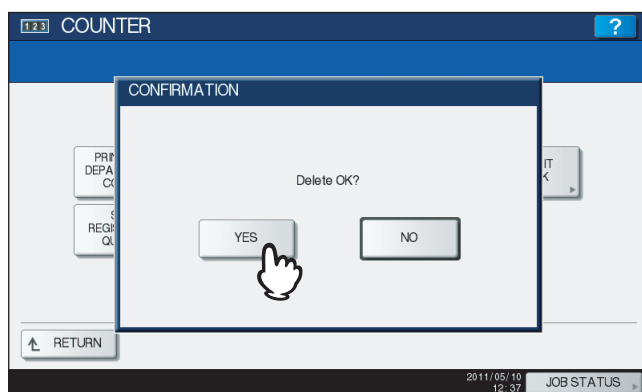 123 COUNTER
?
CONFIRMATION
Delete OK?
YES
NO
RETURN
2011/05/10
12:37
JOB STATUS